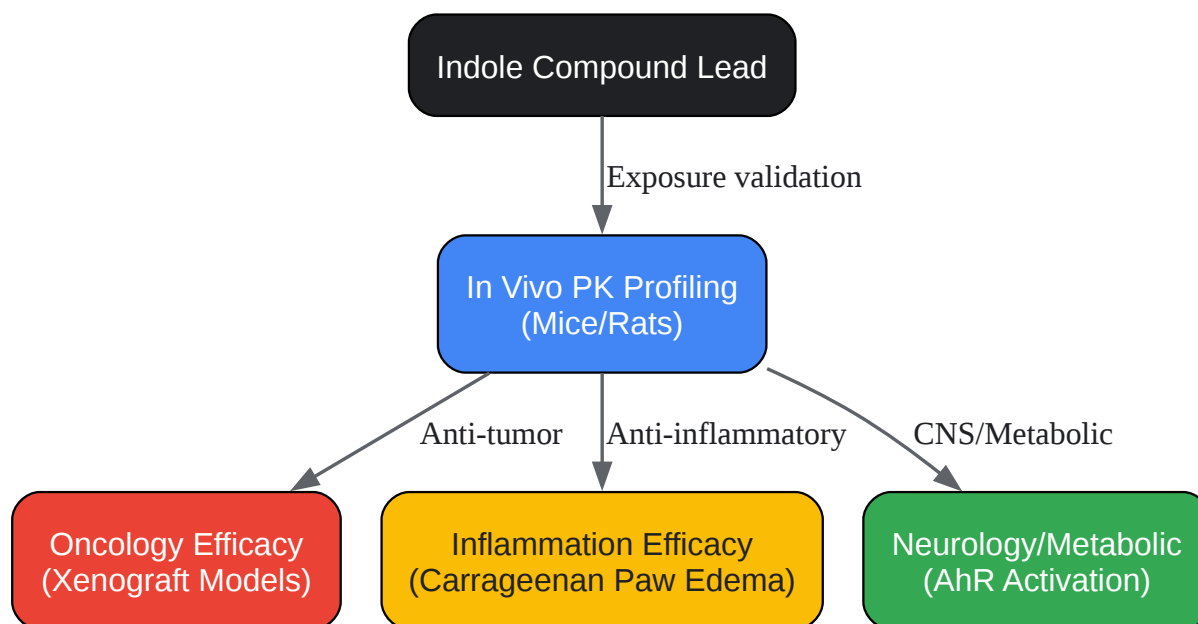 Indole Compound Lead
Exposure validation
In Vivo PK Profiling
(Mice/Rats)
Anti-tumor
Anti-inflammatory
CNS/Metabolic
Oncology Efficacy
(Xenograft Models)
Inflammation Efficacy
(Carrageenan Paw Edema)
Neurology/Metabolic
(AhR Activation)